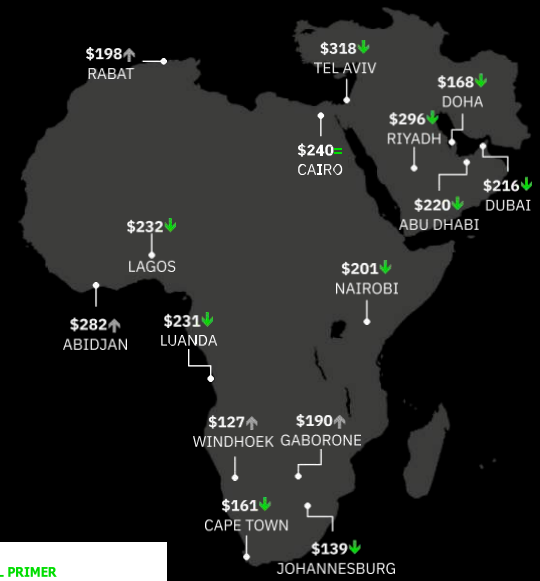 $318↓
TEL AVIV
$198↑
RABAT
$168↓
DOHA
$296↓
RIYADH
$240=
CAIRO
$216↓
DUBAI
$220↓
ABU DHABI
$232↓
LAGOS
$201↓
NAIROBI
$282↑
ABIDJAN
$231↓
LUANDA
$127↑
WINDHOEK
$190↑
GABORONE
$161↓
CAPE TOWN
$139↓
JOHANNESBURG
PRIMER